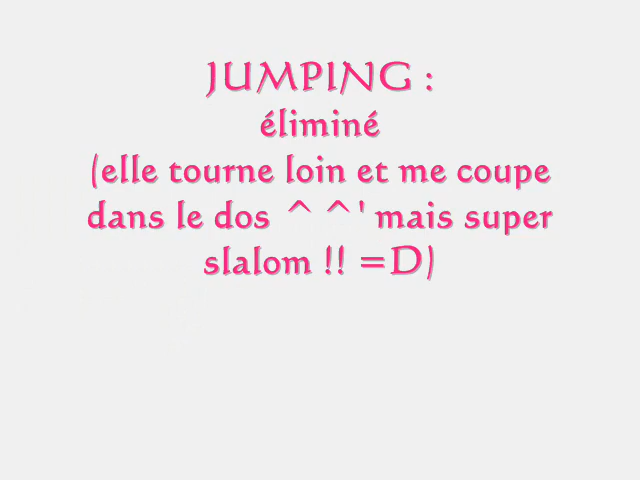 JUMPING :
éliminé
(elle tourne loin et me coupe
dans le dos ^^' mais super
slalom !! =D)